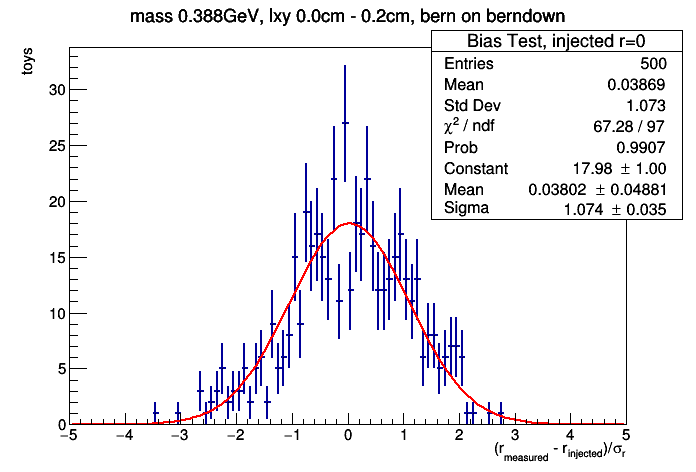 mass 0.388GeV, lxy 0.0cm - 0.2cm, bern on berndown
toys
Bias Test, injected r=0
Entries 500
Mean 0.03869
Std Dev 1.073
χ² / ndf 67.28 / 97
Prob 0.9907
Constant 17.98 ± 1.00
Mean 0.03802 ± 0.04881
Sigma 1.074 ± 0.035
30
25
20
15
10
5
0
−5 −4 −3 −2 −1 0 1 2 3 4 5
(r_measured - r_injected)/σ_r